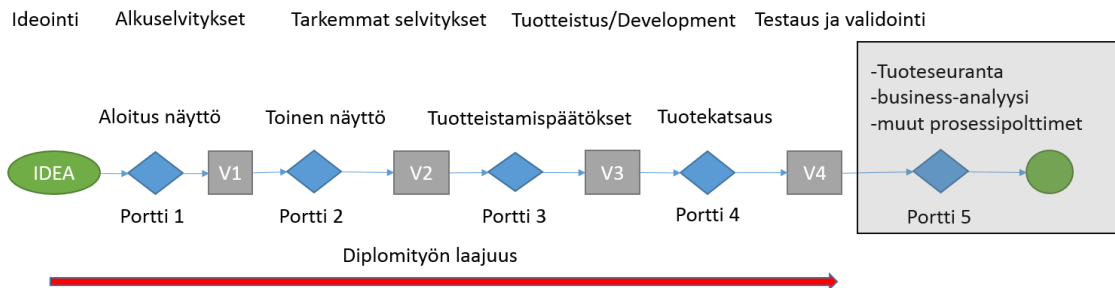 Ideointi
Alkuselvitykset
Tarkemmat selvitykset
Tuotteistus/Development
Testaus ja validointi
-Tuoteseuranta
-business-analyysi
-muut prosessipolttimet
Aloitus näyttö
Toinen näyttö
Tuotteistamispäätökset
Tuotekatsaus
IDEA
V1
V2
V3
V4
Portti 1
Portti 2
Portti 3
Portti 4
Portti 5
Diplomityön laajuus